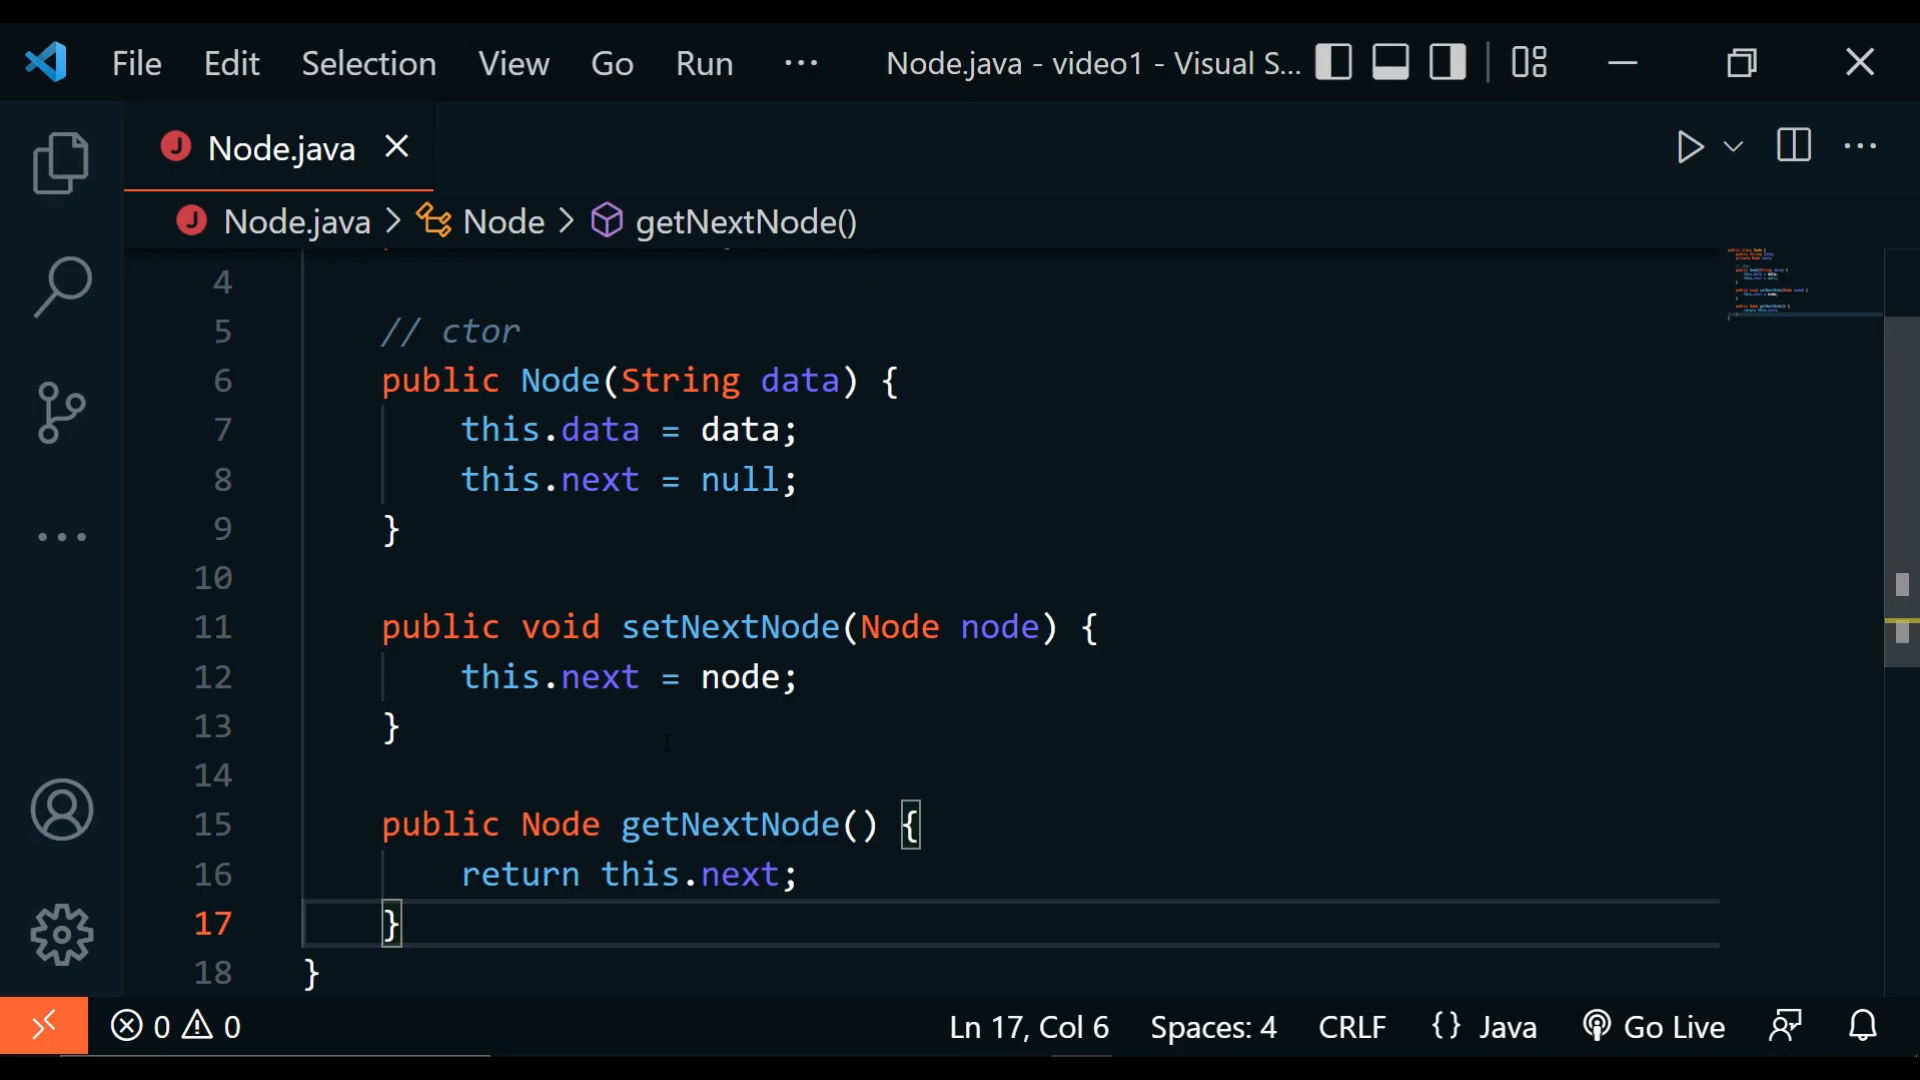 File Edit Selection View Go Run ··· Node.java - video1 - Visual S...
Node.java
Node.java > Node > getNextNode()
4
5 // ctor
6 public Node(String data) {
7 this.data = data;
8 this.next = null;
9 }
10
11 public void setNextNode(Node node) {
12 this.next = node;
13 }
14
15 public Node getNextNode() {
16 return this.next;
17 }
18 }
0 0 Ln 17, Col 6 Spaces: 4 CRLF {} Java Go Live